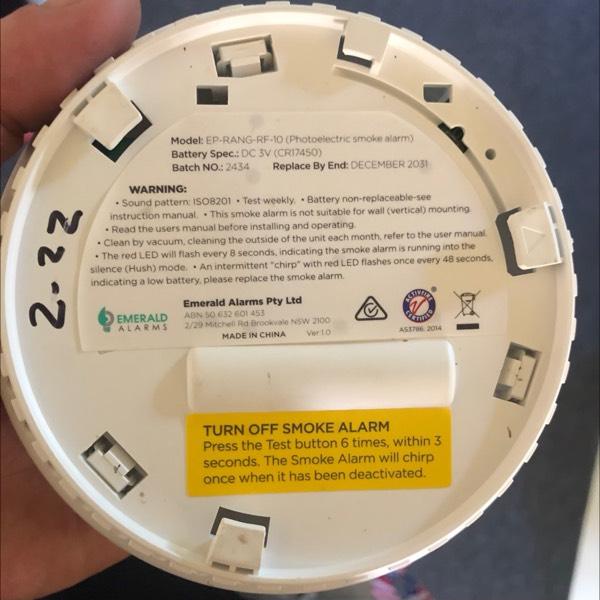 Model: EP-RANG-RF-10 (Photoelectric smoke alarm)
Battery Spec.: DC 3V (CR17450)
Batch NO.: 2434 Replace By End: DECEMBER 2031
WARNING:
• Sound pattern: ISO8201 • Test weekly. • Battery non-replaceable-see
instruction manual. • This smoke alarm is not suitable for wall (vertical) mounting.
• Read the users manual before installing and operating.
• Clean by vacuum, cleaning the outside of the unit each month, refer to the user manual.
• The red LED will flash every 8 seconds, indicating the smoke alarm is running into the
silence (Hush) mode. • An intermittent "chirp" with red LED flashes once every 48 seconds,
indicating a low battery, please replace the smoke alarm.
2-22
EMERALD
ALARMS
Emerald Alarms Pty Ltd
ABN 50 632 601 453
2/29 Mitchell Rd Brookvale NSW 2100
MADE IN CHINA Ver 1.0
ACTIVFIRE
CERTIFIED
AS3786. 2014
TURN OFF SMOKE ALARM
Press the Test button 6 times, within 3
seconds. The Smoke Alarm will chirp
once when it has been deactivated.